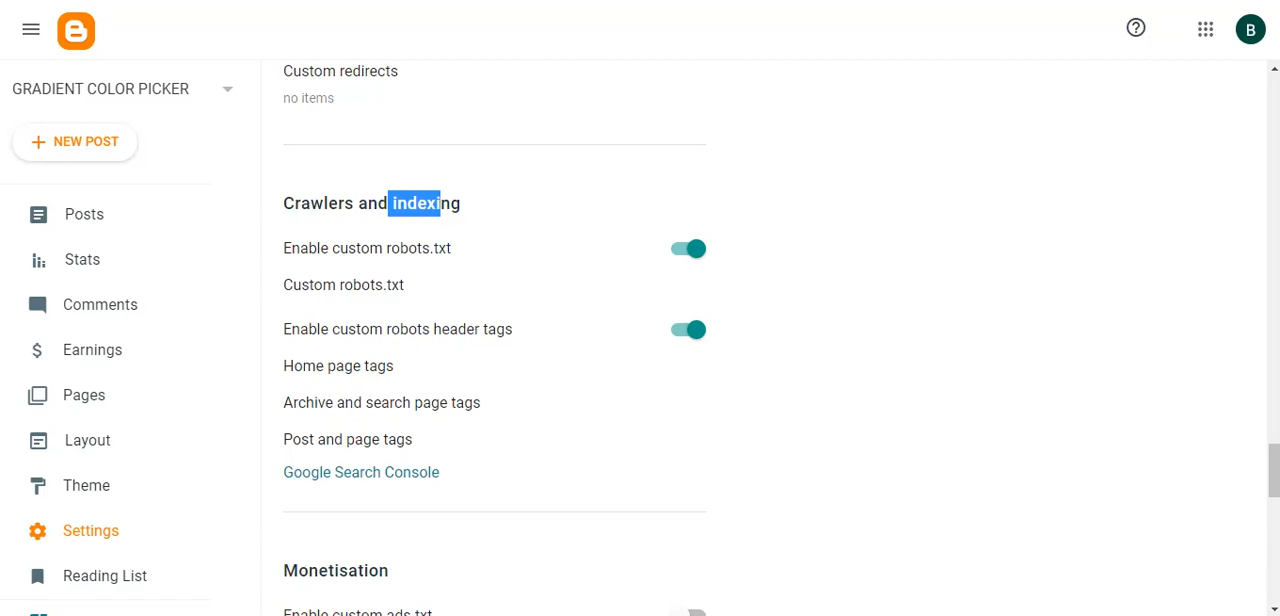 B
GRADIENT COLOR PICKER
NEW POST
Posts
Stats
Comments
Earnings
Pages
Layout
Theme
Settings
Reading List
Custom redirects
no items
Crawlers and indexing
Enable custom robots.txt
Custom robots.txt
Enable custom robots header tags
Home page tags
Archive and search page tags
Post and page tags
Google Search Console
Monetisation
Enable custom ads.txt